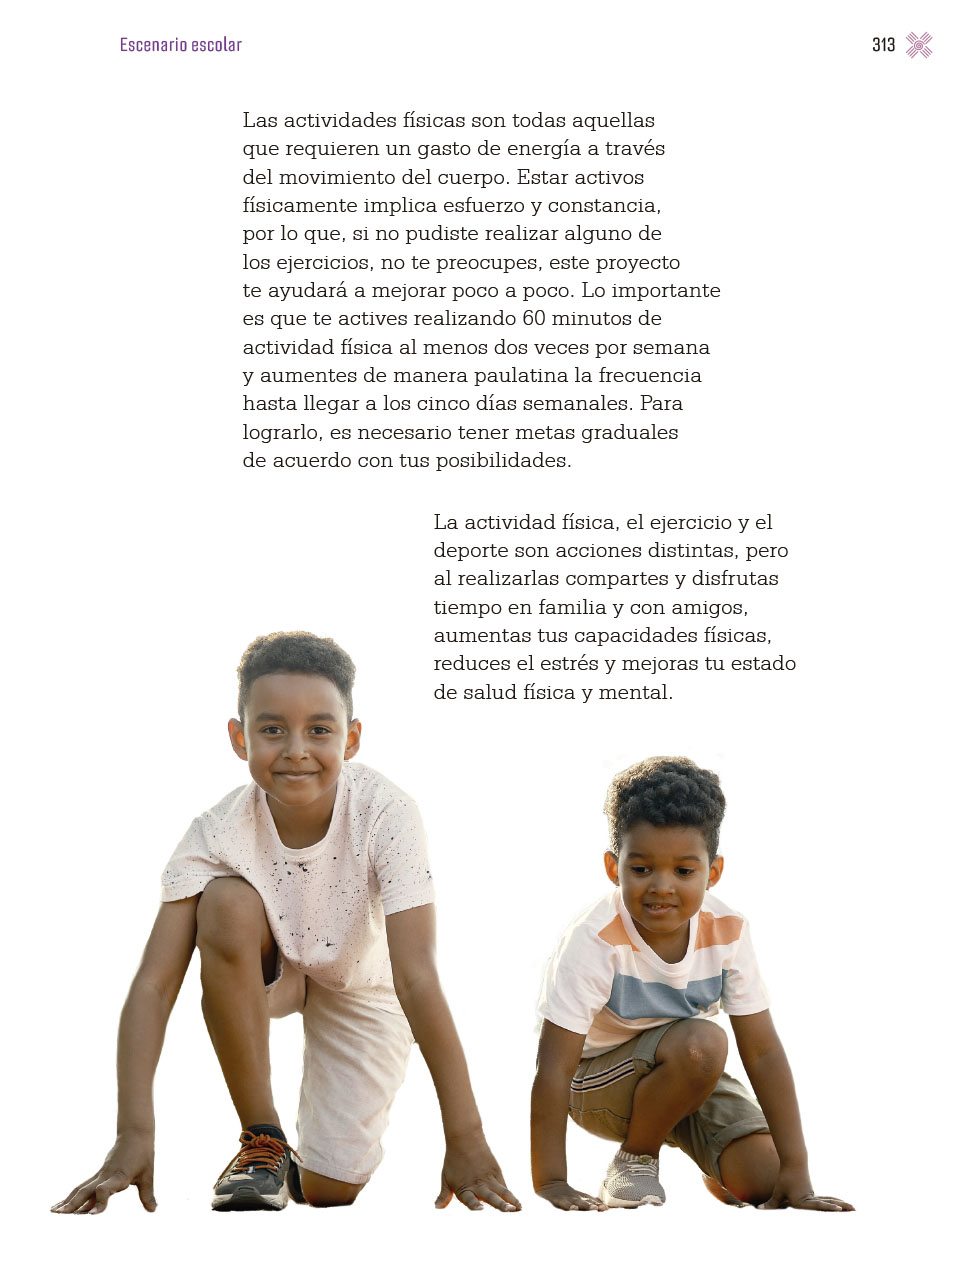 Escenario escolar
313
Las actividades físicas son todas aquellas
que requieren un gasto de energía a través
del movimiento del cuerpo. Estar activos
físicamente implica esfuerzo y constancia,
por lo que, si no pudiste realizar alguno de
los ejercicios, no te preocupes, este proyecto
te ayudará a mejorar poco a poco. Lo importante
es que te actives realizando 60 minutos de
actividad física al menos dos veces por semana
y aumentes de manera paulatina la frecuencia
hasta llegar a los cinco días semanales. Para
lograrlo, es necesario tener metas graduales
de acuerdo con tus posibilidades.
La actividad física, el ejercicio y el
deporte son acciones distintas, pero
al realizarlas compartes y disfrutas
tiempo en familia y con amigos,
aumentas tus capacidades físicas,
reduces el estrés y mejoras tu estado
de salud física y mental.